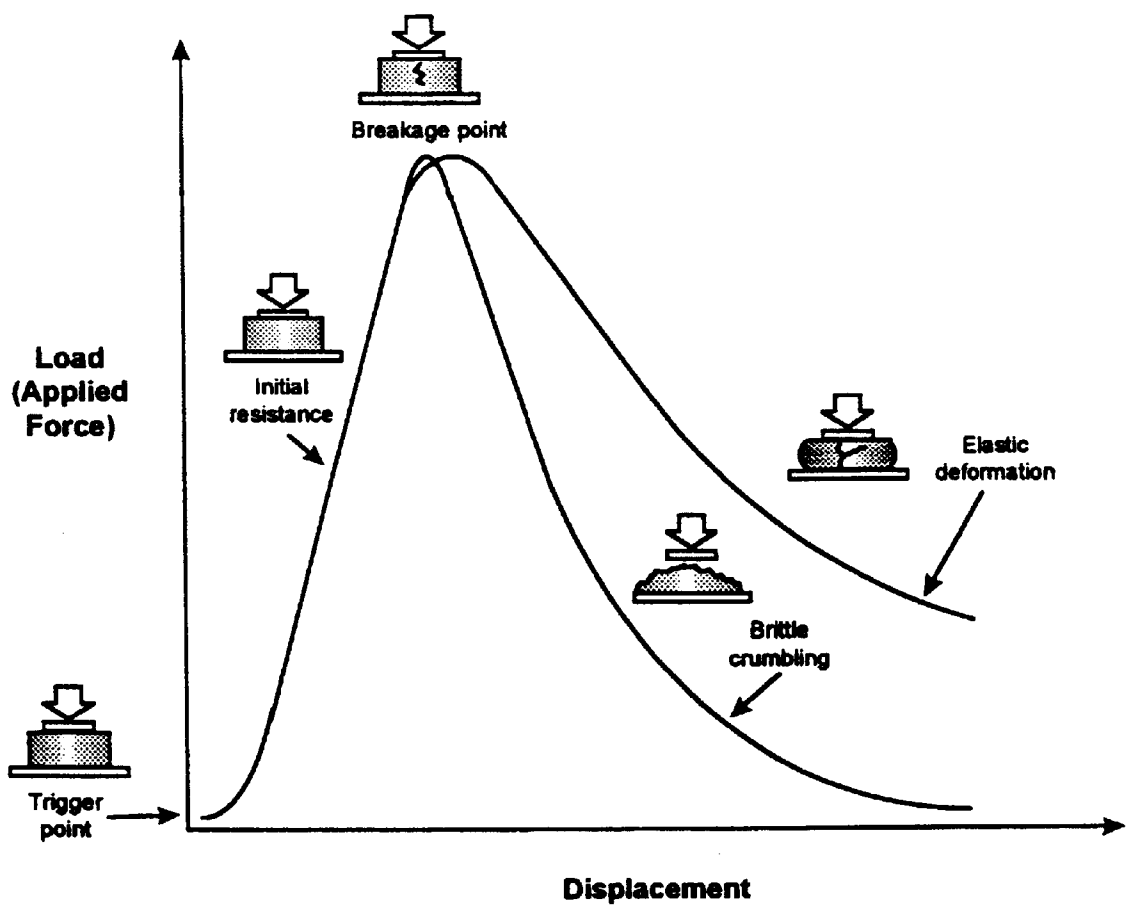 Breakage point
Load
(Applied
Force)
Initial
resistance
Elastic
deformation
Brittle
crumbling
Trigger
point
Displacement